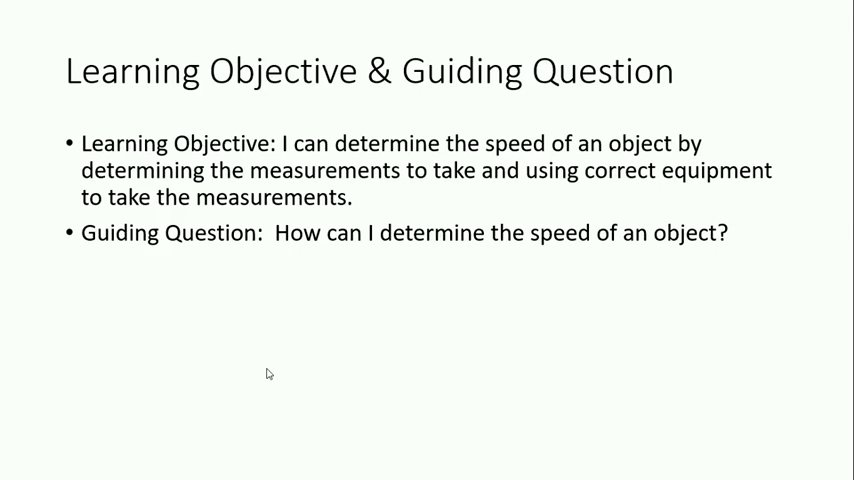 Learning Objective & Guiding Question
• Learning Objective: I can determine the speed of an object by
determining the measurements to take and using correct equipment
to take the measurements.
• Guiding Question:  How can I determine the speed of an object?